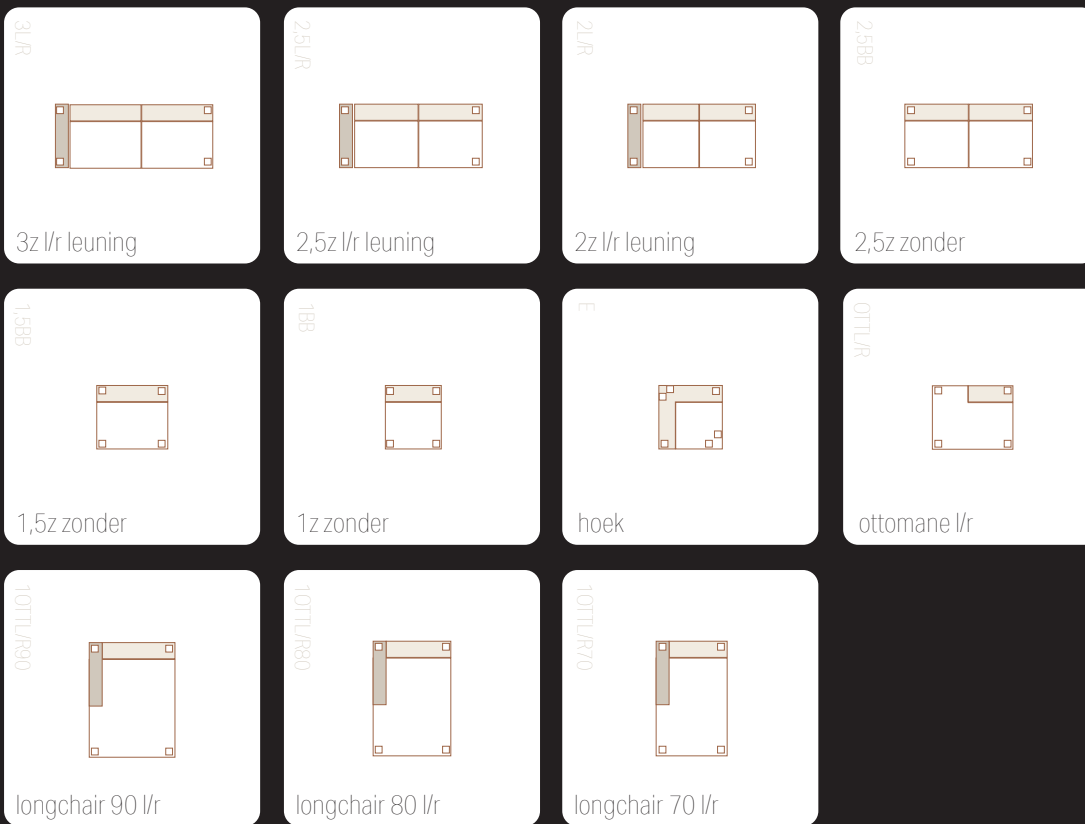 3L/R
3z l/r leuning
2,5L/R
2,5z l/r leuning
2L/R
2z l/r leuning
2,5BB
2,5z zonder
1,5BB
1,5z zonder
1BB
1z zonder
E
hoek
OTTL/R
ottomane l/r
1OTTL/R90
longchair 90 l/r
1OTTL/R80
longchair 80 l/r
1OTTL/R70
longchair 70 l/r